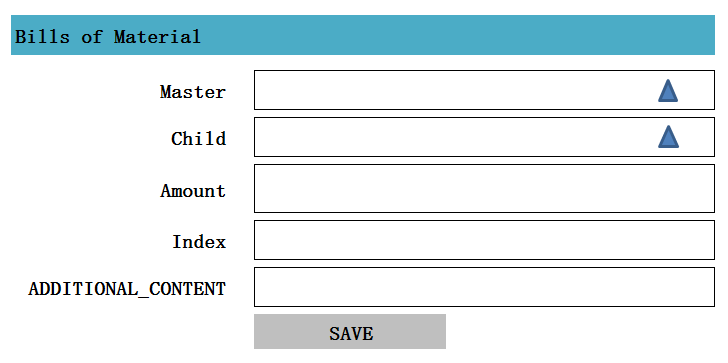 Bills of Material
Master
Child
Amount
Index
ADDITIONAL_CONTENT
SAVE